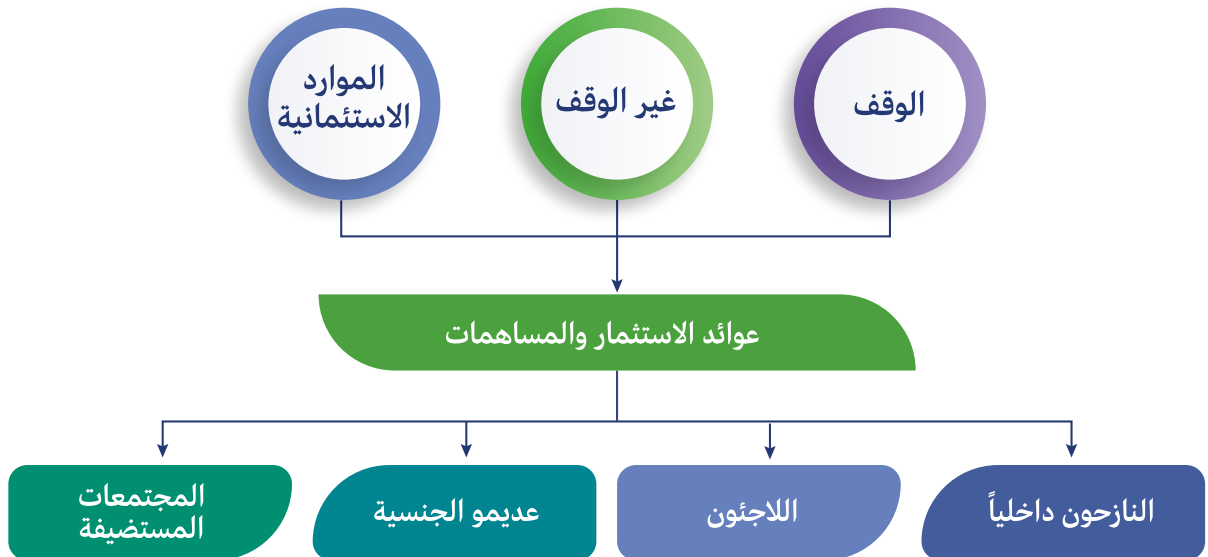 الوقف
غير الوقف
الموارد
الاستئمانية
عوائد الاستثمار والمساهمات
النازحون داخلياً
اللاجئون
عديمو الجنسية
المجتمعات
المستضيفة